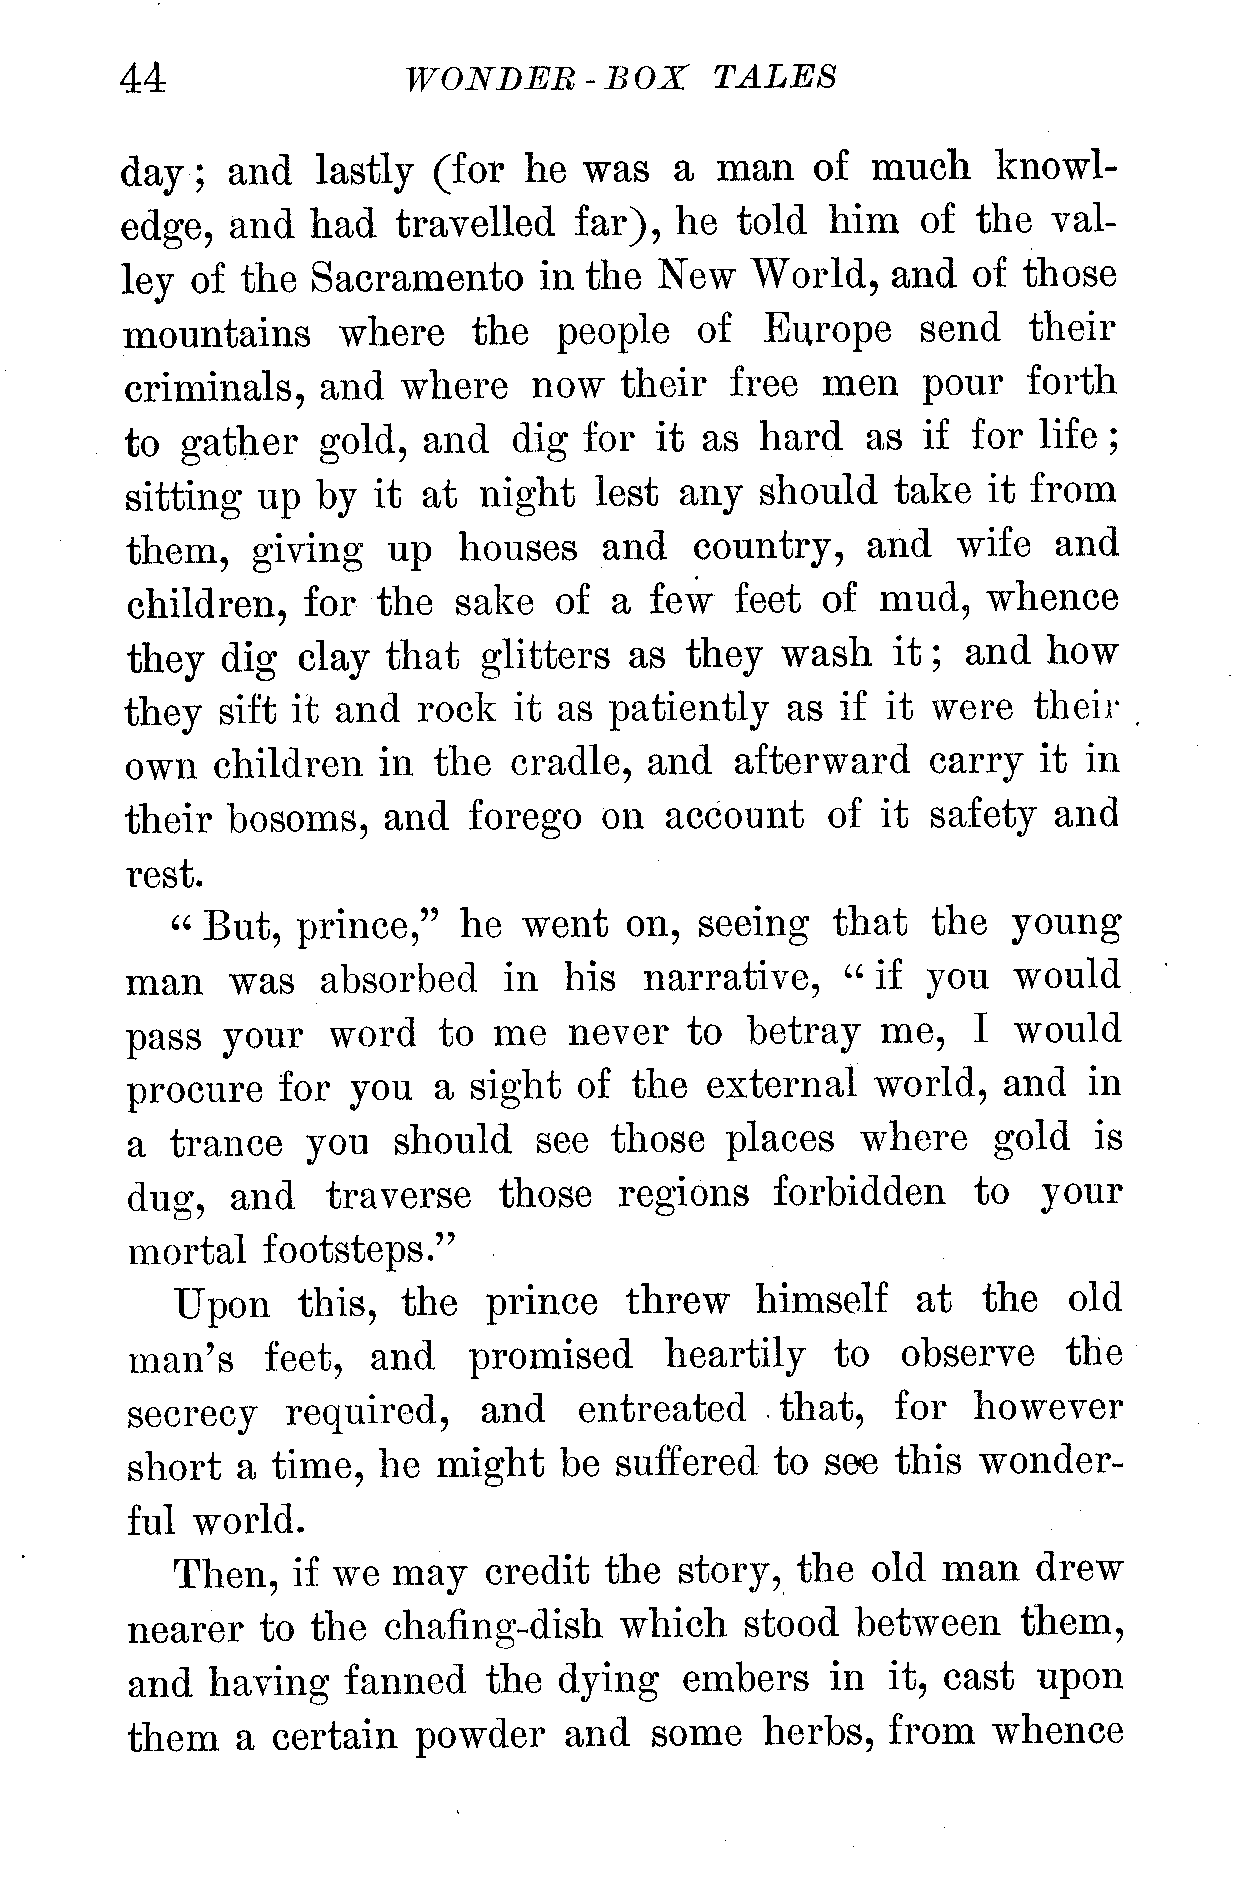 44 WONDER-BOX TALES
day; and lastly (for he was a man of much knowl-
edge, and had travelled far), he told him of the val-
ley of the Sacramento in the New World, and of those
mountains where the people of Europe send their
criminals, and where now their free men pour forth
to gather gold, and dig for it as hard as if for life;
sitting up by it at night lest any should take it from
them, giving up houses and country, and wife and
children, for the sake of a few feet of mud, whence
they dig clay that glitters as they wash it; and how
they sift it and rock it as patiently as if it were their
own children in the cradle, and afterward carry it in
their bosoms, and forego on account of it safety and
rest.
“But, prince,” he went on, seeing that the young
man was absorbed in his narrative, “if you would
pass your word to me never to betray me, I would
procure for you a sight of the external world, and in
a trance you should see those places where gold is
dug, and traverse those regions forbidden to your
mortal footsteps.”
Upon this, the prince threw himself at the old
man’s feet, and promised heartily to observe the
secrecy required, and entreated that, for however
short a time, he might be suffered to see this wonder-
ful world.
Then, if we may credit the story, the old man drew
nearer to the chafing-dish which stood between them,
and having fanned the dying embers in it, cast upon
them a certain powder and some herbs, from whence